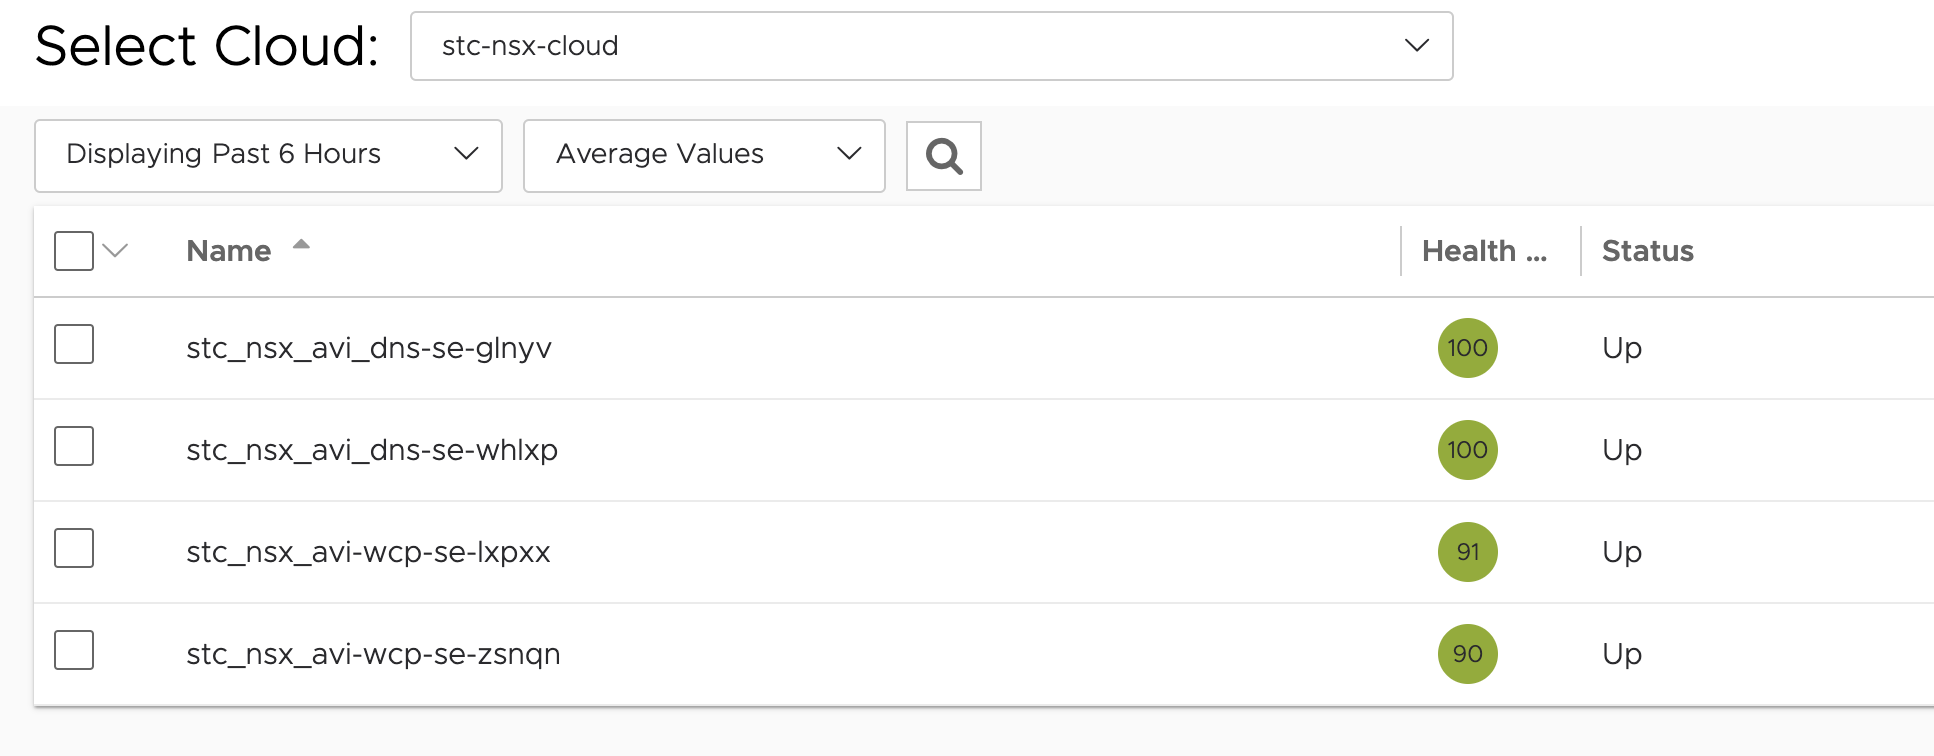 Select Cloud: stc-nsx-cloud
Displaying Past 6 Hours Average Values
Name Health ... Status
stc_nsx_avi_dns-se-glnyv 100 Up
stc_nsx_avi_dns-se-whlxp 100 Up
stc_nsx_avi-wcp-se-lxpxx 91 Up
stc_nsx_avi-wcp-se-zsnqn 90 Up